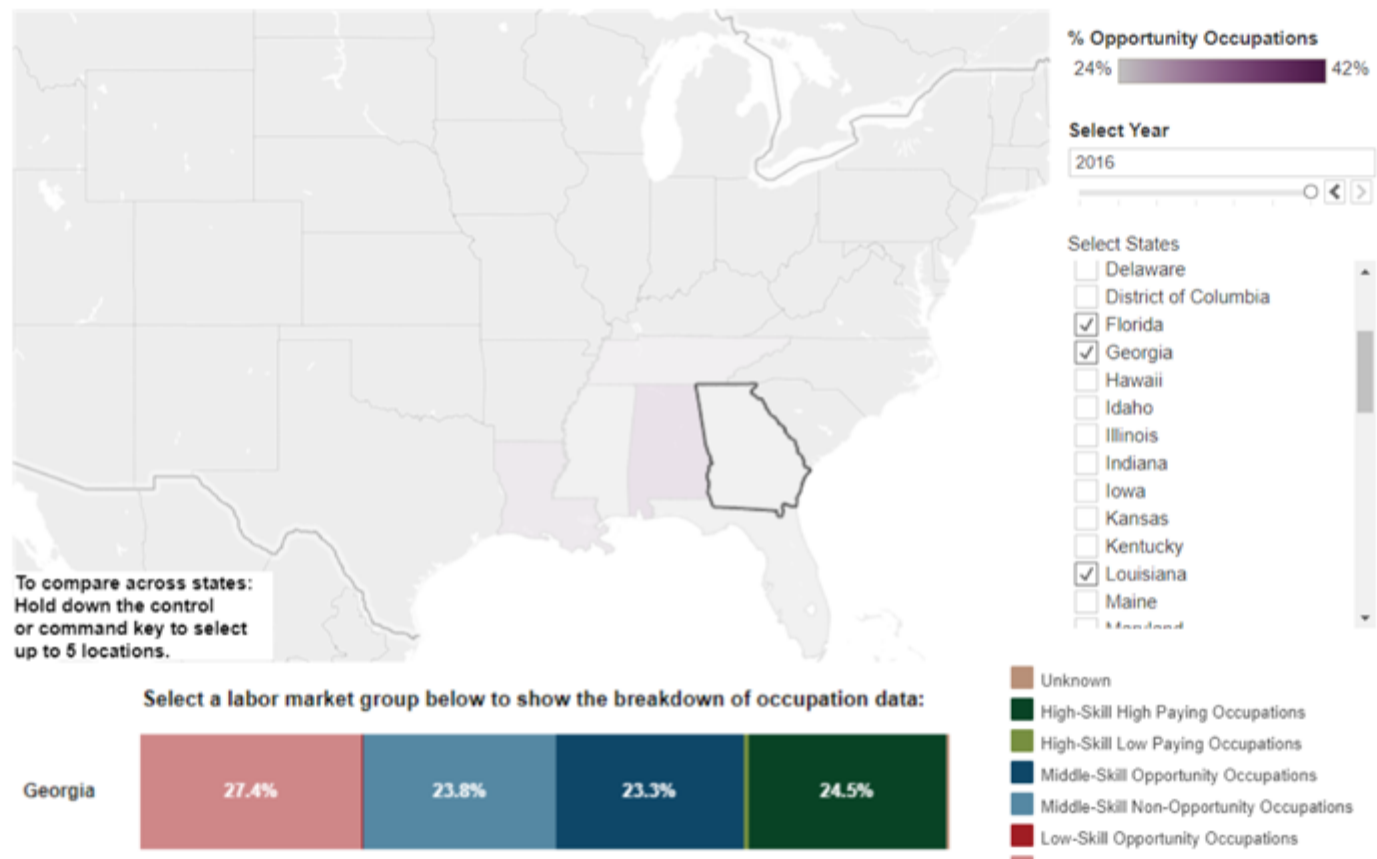 % Opportunity Occupations
24% 42%
Select Year
2016
Select States
Delaware
District of Columbia
Florida
Georgia
Hawaii
Idaho
Illinois
Indiana
Iowa
Kansas
Kentucky
Louisiana
Maine
Maryland
To compare across states:
Hold down the control
or command key to select
up to 5 locations.
Select a labor market group below to show the breakdown of occupation data:
Georgia 27.4% 23.8% 23.3% 24.5%
Unknown
High-Skill High Paying Occupations
High-Skill Low Paying Occupations
Middle-Skill Opportunity Occupations
Middle-Skill Non-Opportunity Occupations
Low-Skill Opportunity Occupations